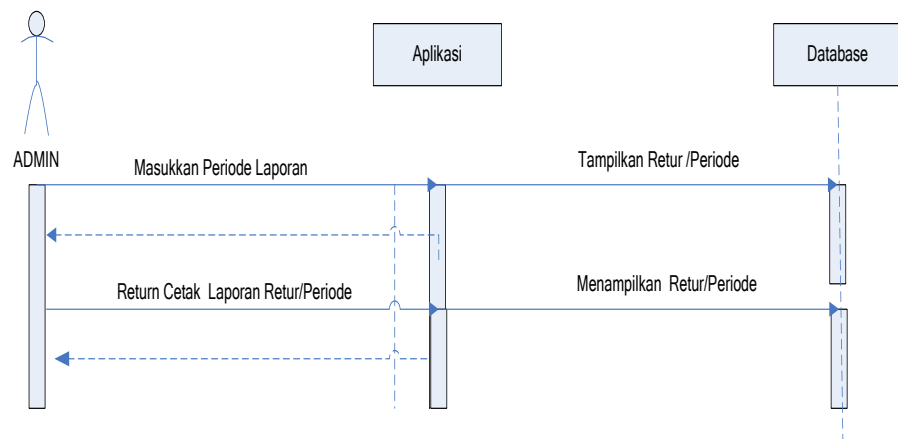 Aplikasi
Database
ADMIN
Masukkan Periode Laporan
Tampilkan Retur /Periode
Return Cetak Laporan Retur/Periode
Menampilkan Retur/Periode